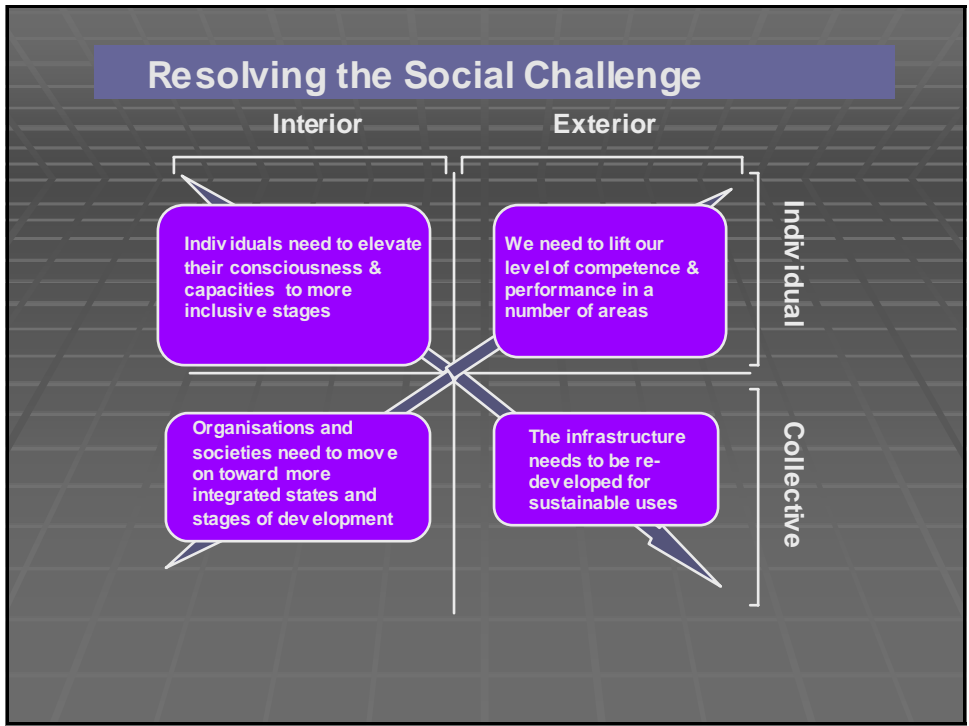 Resolving the Social Challenge
Interior
Exterior
Individuals need to elevate
their consciousness &
capacities to more
inclusive stages
We need to lift our
level of competence &
performance in a
number of areas
Individual
Organisations and
societies need to move
on toward more
integrated states and
stages of development
The infrastructure
needs to be re-
developed for
sustainable uses
Collective